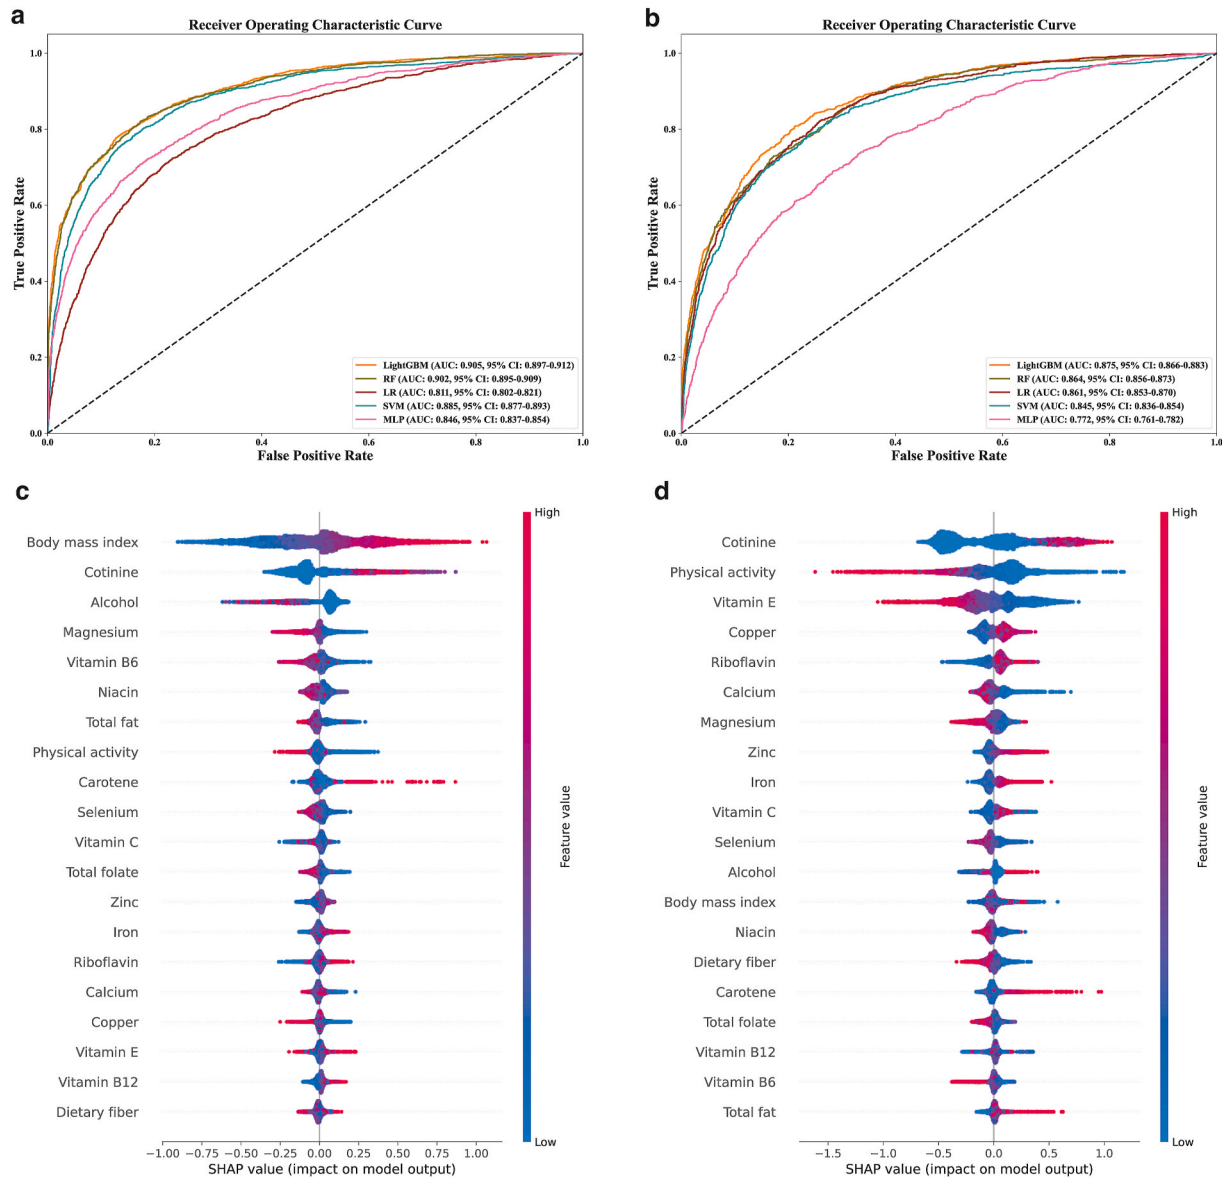 a
Receiver Operating Characteristic Curve
1.0
0.8
0.6
0.4
0.2
0.0
True Positive Rate
LightGBM (AUC: 0.905, 95% CI: 0.897-0.912)
RF (AUC: 0.902, 95% CI: 0.895-0.909)
LR (AUC: 0.811, 95% CI: 0.802-0.821)
SVM (AUC: 0.885, 95% CI: 0.877-0.893)
MLP (AUC: 0.846, 95% CI: 0.837-0.854)
0.0 0.2 0.4 0.6 0.8 1.0
False Positive Rate
b
Receiver Operating Characteristic Curve
1.0
0.8
0.6
0.4
0.2
0.0
True Positive Rate
LightGBM (AUC: 0.875, 95% CI: 0.866-0.883)
RF (AUC: 0.864, 95% CI: 0.856-0.873)
LR (AUC: 0.861, 95% CI: 0.853-0.870)
SVM (AUC: 0.845, 95% CI: 0.836-0.854)
MLP (AUC: 0.772, 95% CI: 0.761-0.782)
0.0 0.2 0.4 0.6 0.8 1.0
False Positive Rate
c
Body mass index
Cotinine
Alcohol
Magnesium
Vitamin B6
Niacin
Total fat
Physical activity
Carotene
Selenium
Vitamin C
Total folate
Zinc
Iron
Riboflavin
Calcium
Copper
Vitamin E
Vitamin B12
Dietary fiber
−1.00 −0.75 −0.50 −0.25 0.00 0.25 0.50 0.75 1.00
SHAP value (impact on model output)
High
Feature value
Low
d
Cotinine
Physical activity
Vitamin E
Copper
Riboflavin
Calcium
Magnesium
Zinc
Iron
Vitamin C
Selenium
Alcohol
Body mass index
Niacin
Dietary fiber
Carotene
Total folate
Vitamin B12
Vitamin B6
Total fat
−1.5 −1.0 −0.5 0.0 0.5 1.0
SHAP value (impact on model output)
High
Feature value
Low